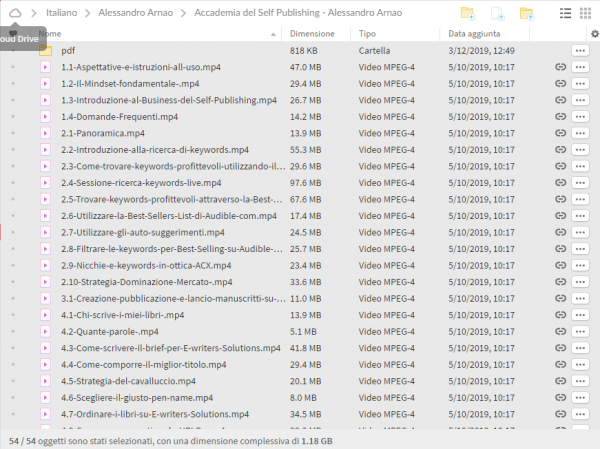 Italiano > Alessandro Arnao > Accademia del Self Publishing - Alessandro Arnao
oud Drive
Nome Dimensione Tipo Data aggiunta
pdf 818 KB Cartella 3/12/2019, 12:49
1.1-Aspettative-e-istruzioni-all-uso.mp4 47.0 MB Video MPEG-4 5/10/2019, 10:17
1.2-Il-Mindset-fondamentale-.mp4 29.4 MB Video MPEG-4 5/10/2019, 10:17
1.3-Introduzione-al-Business-del-Self-Publishing.mp4 26.7 MB Video MPEG-4 5/10/2019, 10:17
1.4-Domande-Frequenti.mp4 14.2 MB Video MPEG-4 5/10/2019, 10:17
2.1-Panoramica.mp4 13.9 MB Video MPEG-4 5/10/2019, 10:17
2.2-Introduzione-alla-ricerca-di-keywords.mp4 55.3 MB Video MPEG-4 5/10/2019, 10:17
2.3-Come-trovare-keywords-profittevoli-utilizzando-il... 29.6 MB Video MPEG-4 5/10/2019, 10:17
2.4-Sessione-ricerca-keywords-live.mp4 97.6 MB Video MPEG-4 5/10/2019, 10:17
2.5-Trovare-keywords-profittevoli-attraverso-la-Best-... 67.6 MB Video MPEG-4 5/10/2019, 10:17
2.6-Utilizzare-la-Best-Sellers-List-di-Audible-com.mp4 17.4 MB Video MPEG-4 5/10/2019, 10:17
2.7-Utilizzare-gli-auto-suggerimenti.mp4 24.5 MB Video MPEG-4 5/10/2019, 10:17
2.8-Filtrare-le-keywords-per-Best-Selling-su-Audible-... 25.7 MB Video MPEG-4 5/10/2019, 10:17
2.9-Nicchie-e-keywords-in-ottica-ACX.mp4 23.4 MB Video MPEG-4 5/10/2019, 10:17
2.10-Strategia-Dominazione-Mercato-.mp4 33.6 MB Video MPEG-4 5/10/2019, 10:17
3.1-Creazione-pubblicazione-e-lancio-manoscritti-su-... 11.0 MB Video MPEG-4 5/10/2019, 10:17
4.1-Chi-scrive-i-miei-libri-.mp4 13.9 MB Video MPEG-4 5/10/2019, 10:17
4.2-Quante-parole-.mp4 5.1 MB Video MPEG-4 5/10/2019, 10:17
4.3-Come-scrivere-il-brief-per-E-writers-Solutions.mp4 41.8 MB Video MPEG-4 5/10/2019, 10:17
4.4-Come-comporre-il-miglior-titolo.mp4 29.4 MB Video MPEG-4 5/10/2019, 10:17
4.5-Strategia-del-cavalluccio.mp4 20.1 MB Video MPEG-4 5/10/2019, 10:17
4.6-Scegliere-il-giusto-pen-name.mp4 8.0 MB Video MPEG-4 5/10/2019, 10:17
4.7-Ordinare-i-libri-su-E-writers-Solutions.mp4 34.5 MB Video MPEG-4 5/10/2019, 10:17
54 / 54 oggetti sono stati selezionati, con una dimensione complessiva di 1.18 GB